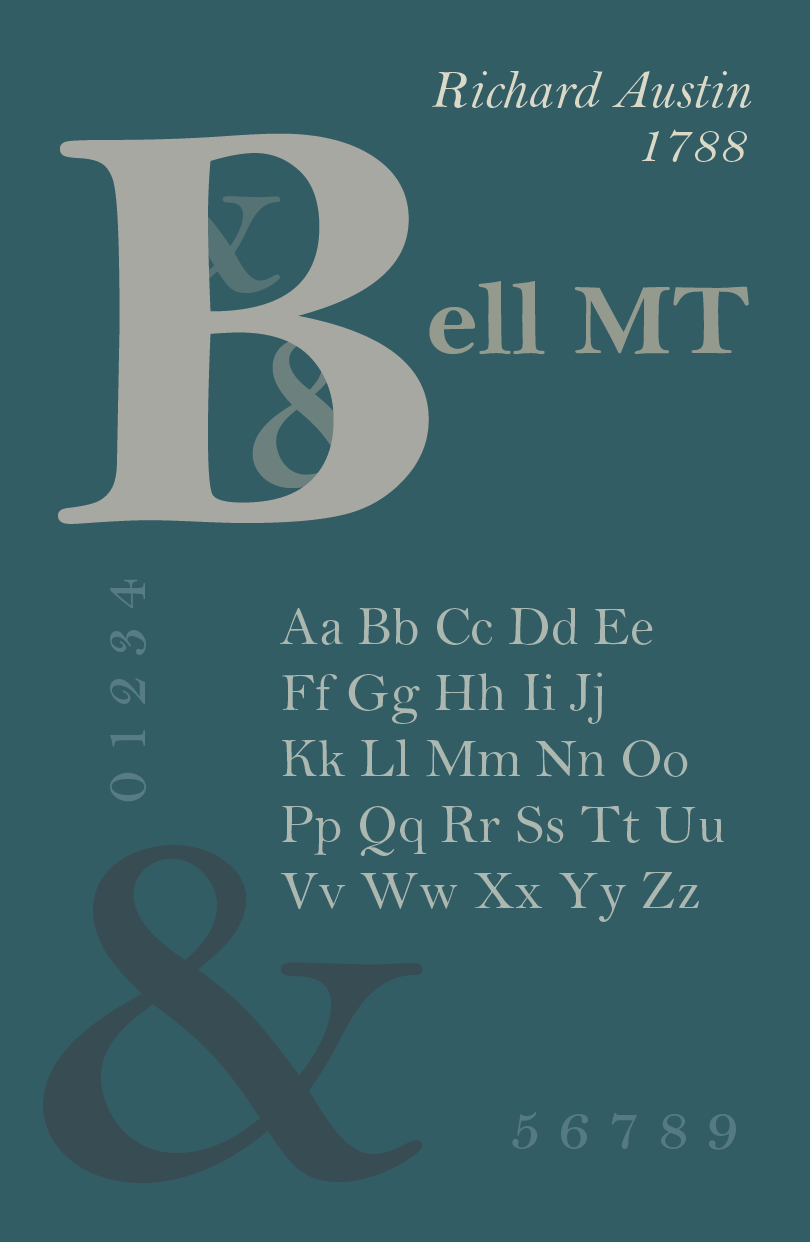 Richard Austin
1788
Bell MT
&
&
0 1 2 3 4
Aa Bb Cc Dd Ee
Ff Gg Hh Ii Jj
Kk Ll Mm Nn Oo
Pp Qq Rr Ss Tt Uu
Vv Ww Xx Yy Zz
&
5 6 7 8 9